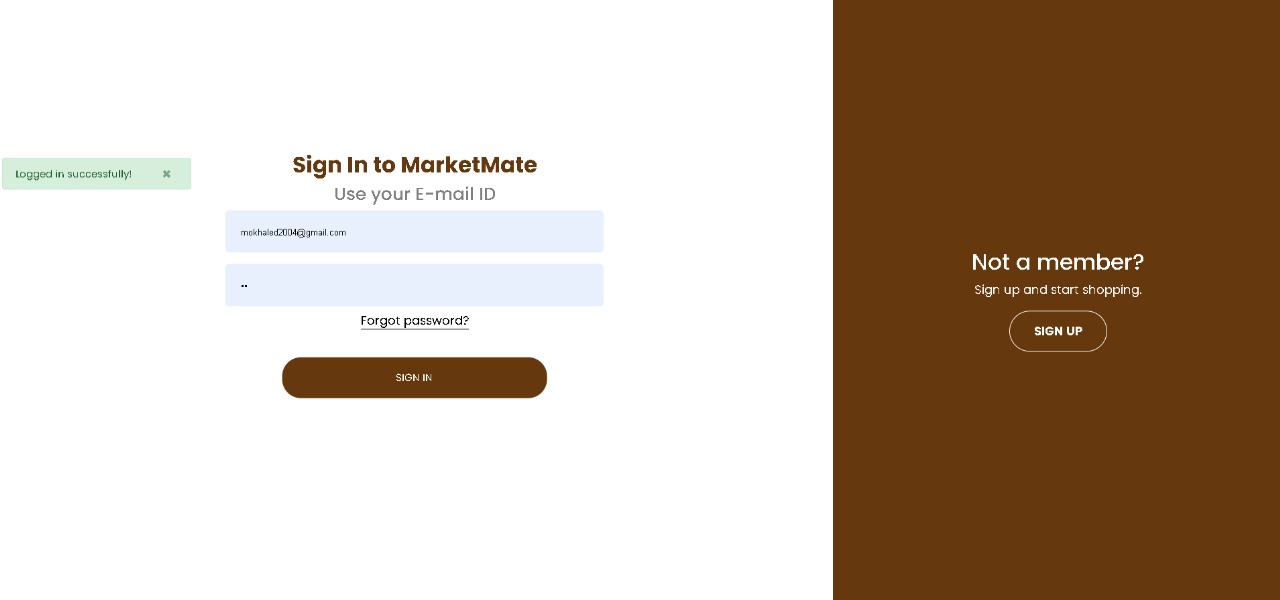 Logged in successfully! ✖
Sign In to MarketMate
Use your E-mail ID
mokhaled2004@gmail.com
••
Forgot password?
SIGN IN
Not a member?
Sign up and start shopping.
SIGN UP